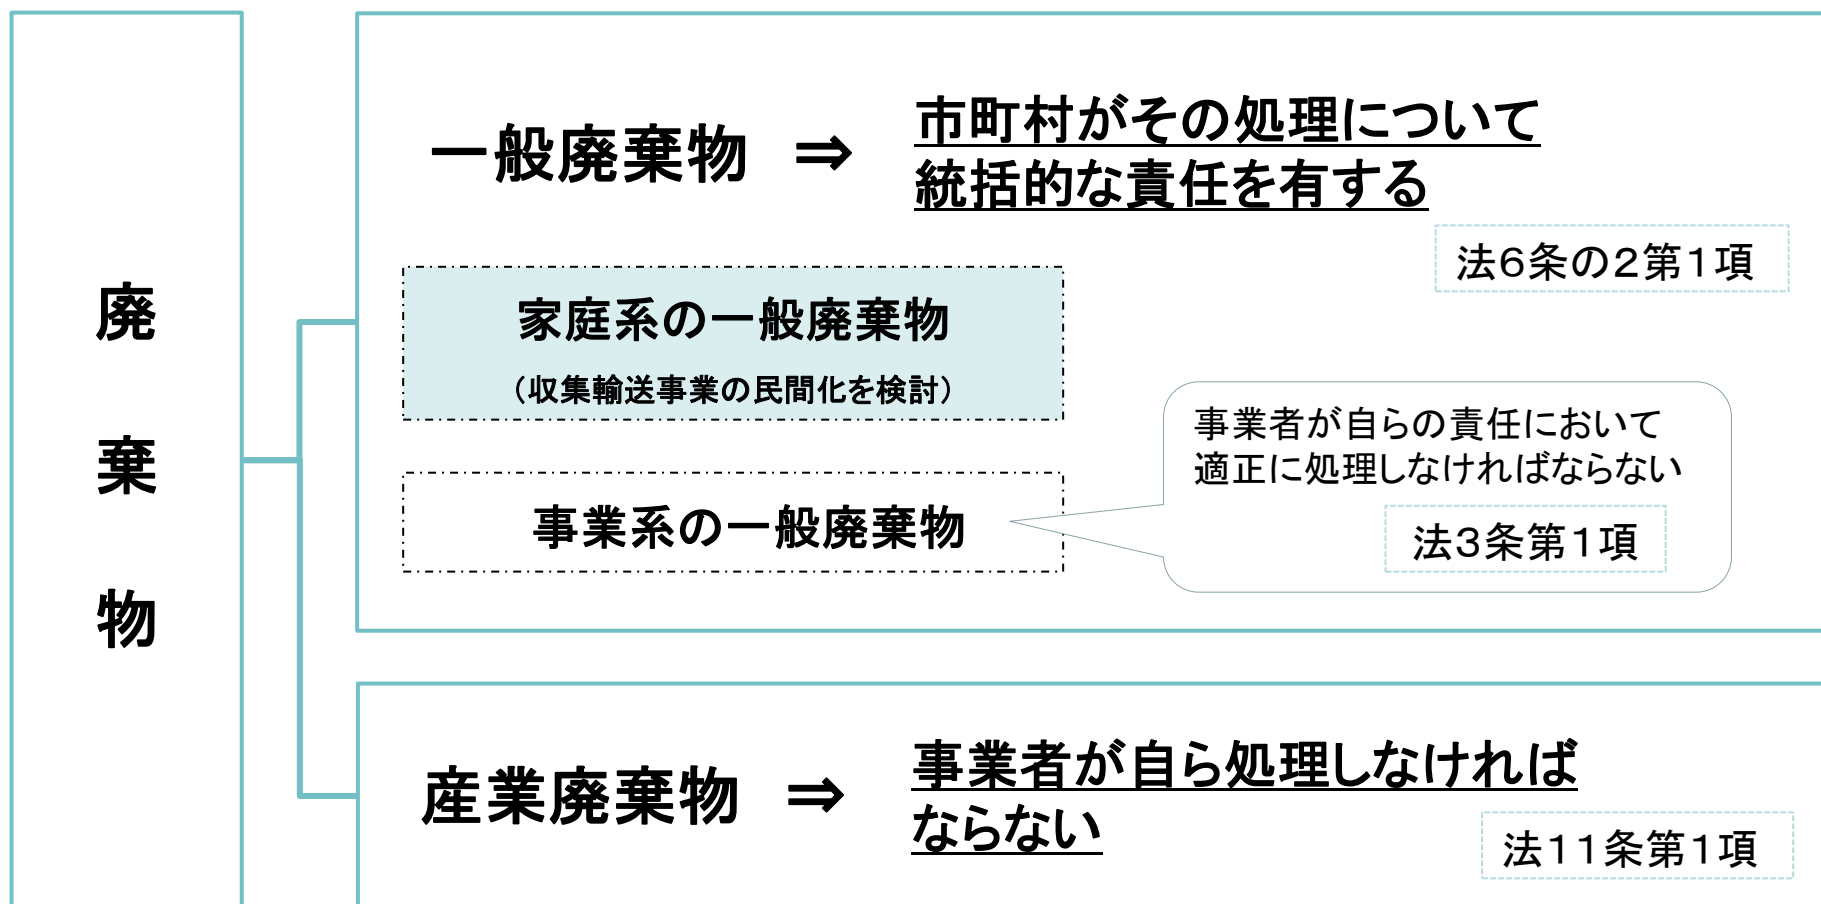 廃棄物
一般廃棄物 ⇒ 市町村がその処理について
統括的な責任を有する
法6条の2第1項
家庭系の一般廃棄物
（収集輸送事業の民間化を検討）
事業系の一般廃棄物
事業者が自らの責任において
適正に処理しなければならない
法3条第1項
産業廃棄物 ⇒ 事業者が自ら処理しなければ
ならない
法11条第1項